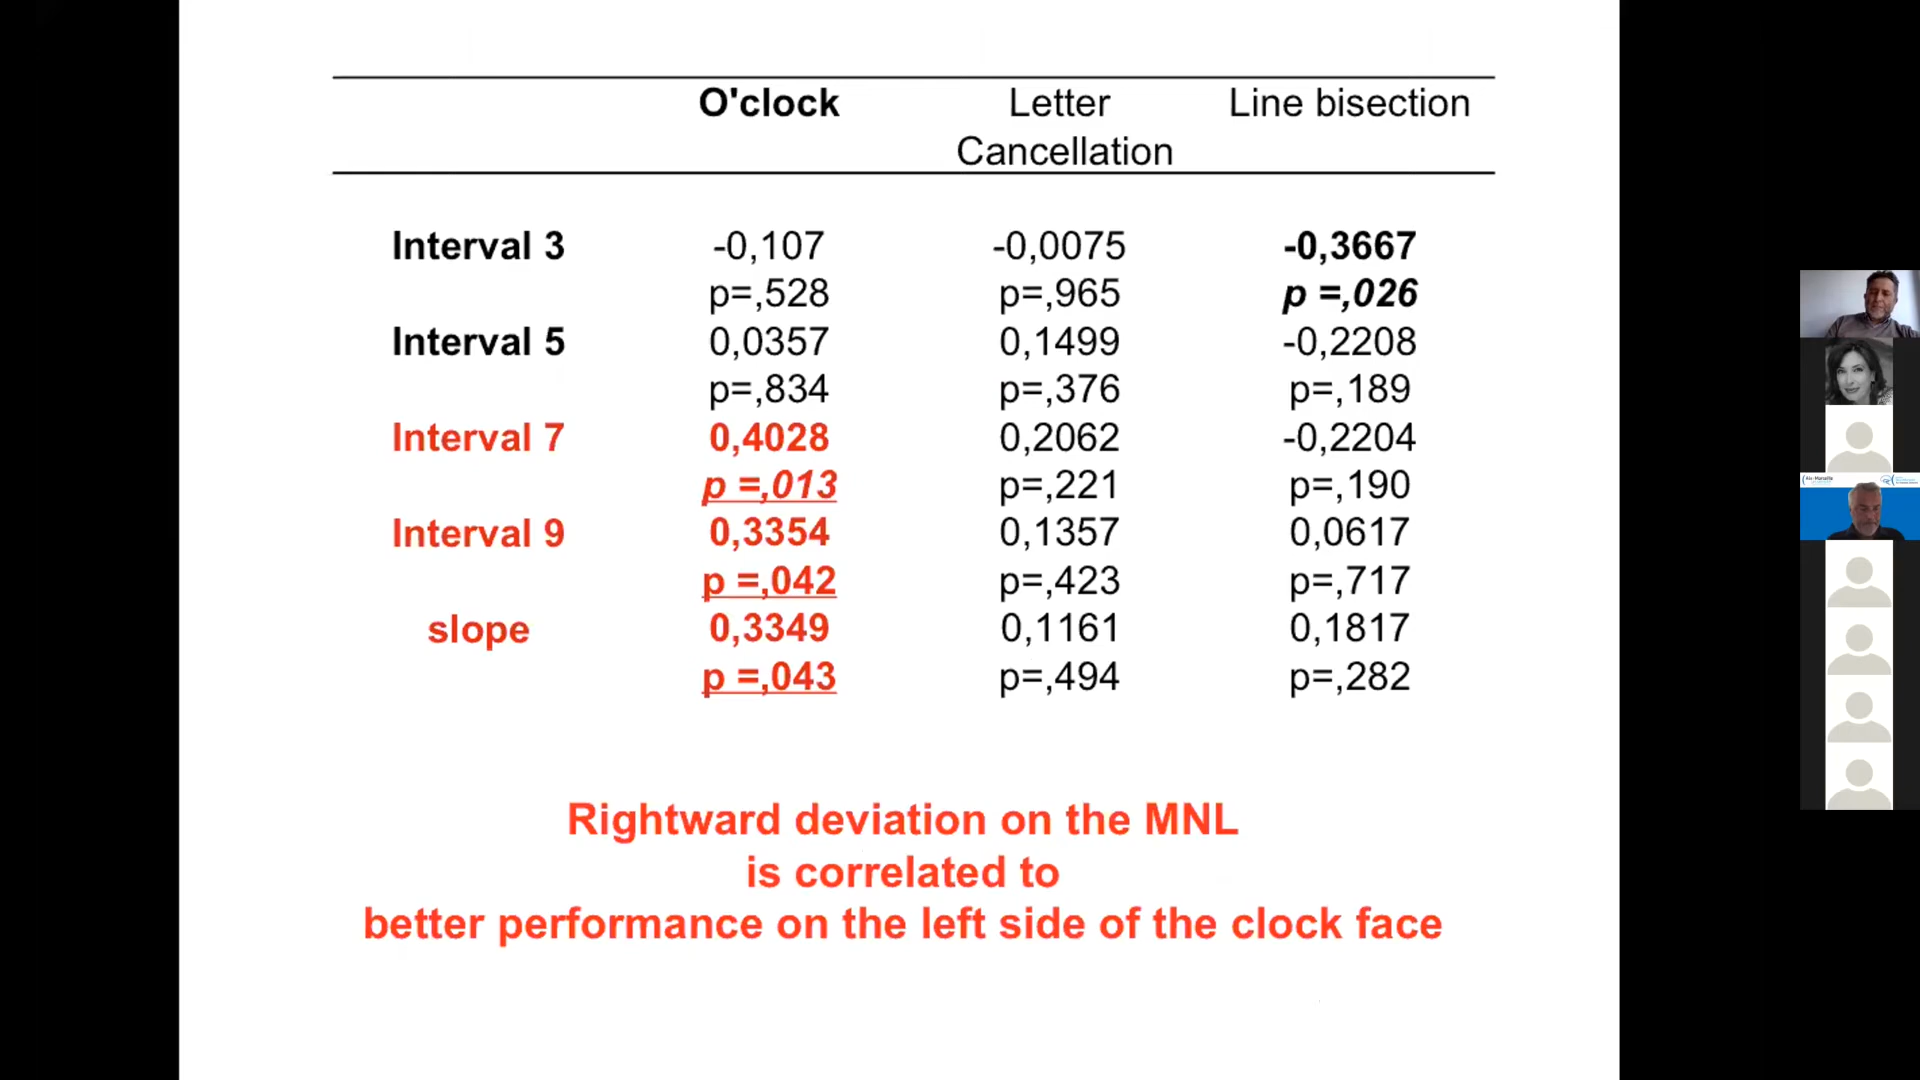 O'clock Letter Line bisection
Cancellation
Interval 3 -0,107 -0,0075 -0,3667
p=,528 p=,965 p =,026
Interval 5 0,0357 0,1499 -0,2208
p=,834 p=,376 p=,189
Interval 7 0,4028 0,2062 -0,2204
p =,013 p=,221 p=,190
Interval 9 0,3354 0,1357 0,0617
p =,042 p=,423 p=,717
slope 0,3349 0,1161 0,1817
p =,043 p=,494 p=,282
Rightward deviation on the MNL
is correlated to
better performance on the left side of the clock face